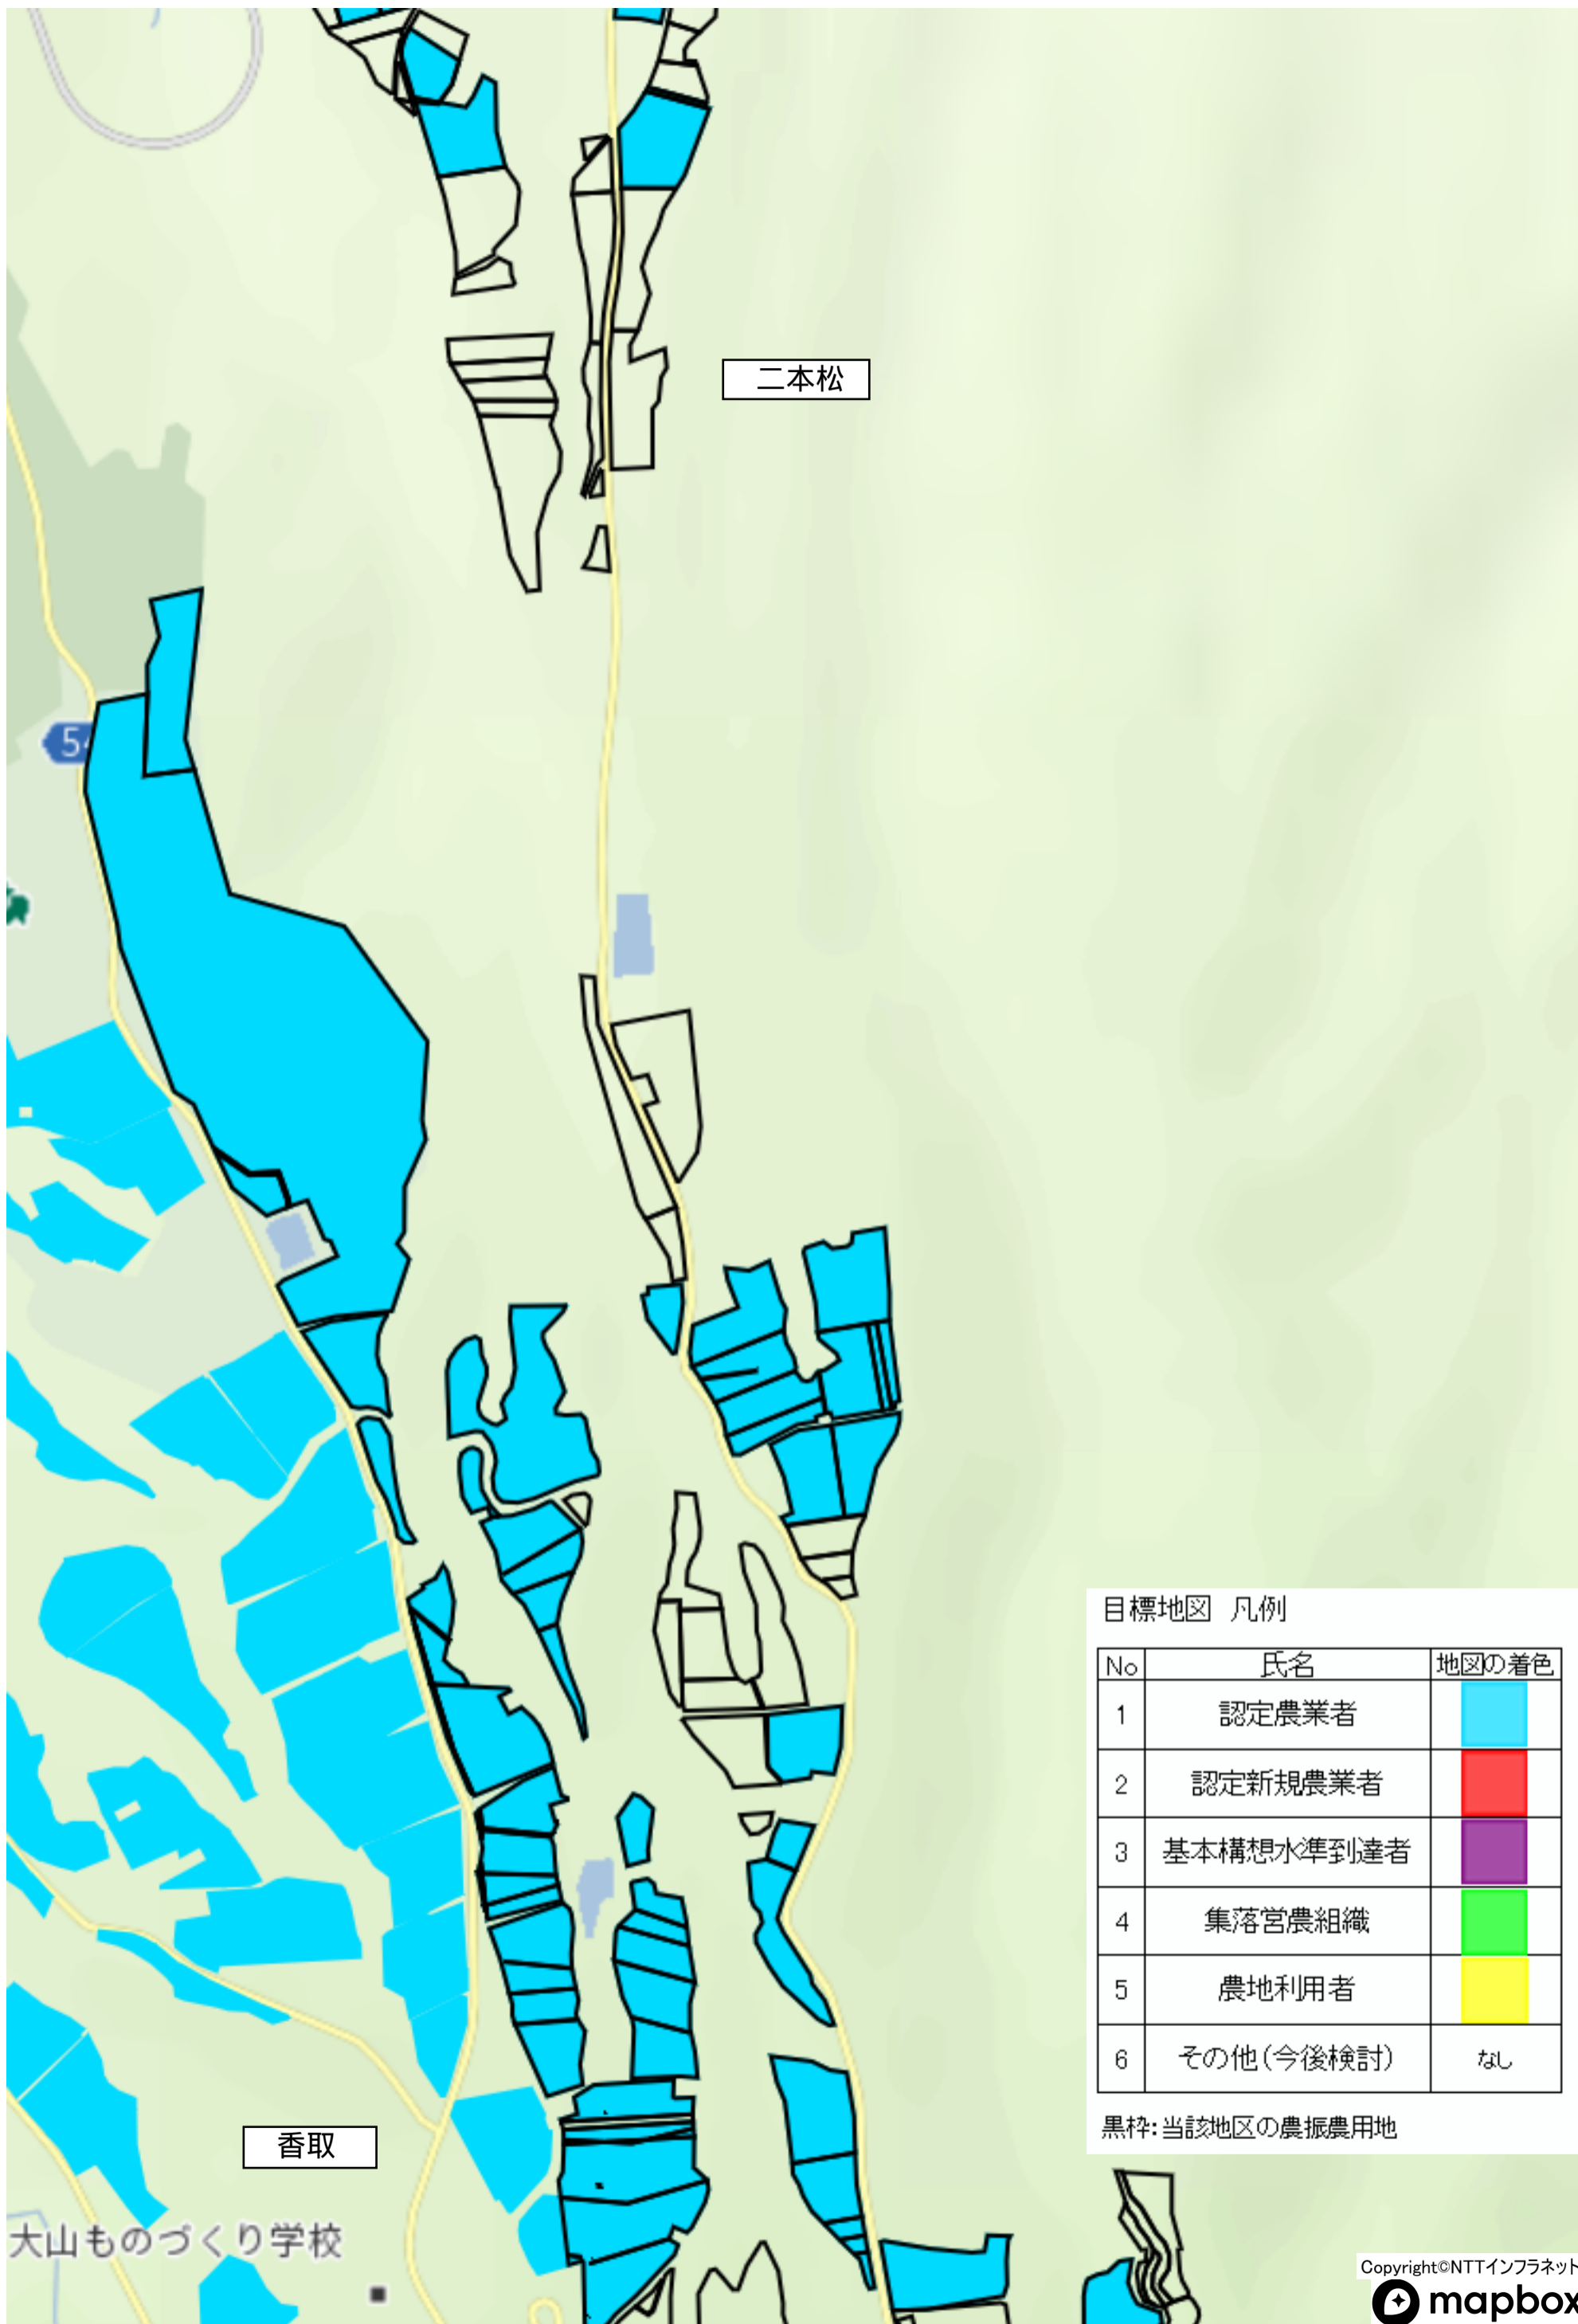 二本松
54
目標地図 凡例
No 氏名 地図の着色
1 認定農業者
2 認定新規農業者
3 基本構想水準到達者
4 集落営農組織
5 農地利用者
6 その他(今後検討) なし
黒枠:当該地区の農振農用地
香取
大山ものづくり学校
Copyright©NTTインフラネット
mapbox